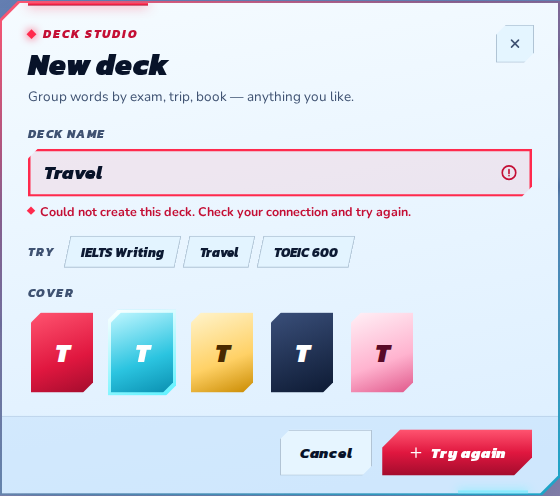 DECK STUDIO
New deck
Group words by exam, trip, book — anything you like.
DECK NAME
Travel
Could not create this deck. Check your connection and try again.
TRY IELTS Writing Travel TOEIC 600
COVER
T T T T T
Cancel + Try again